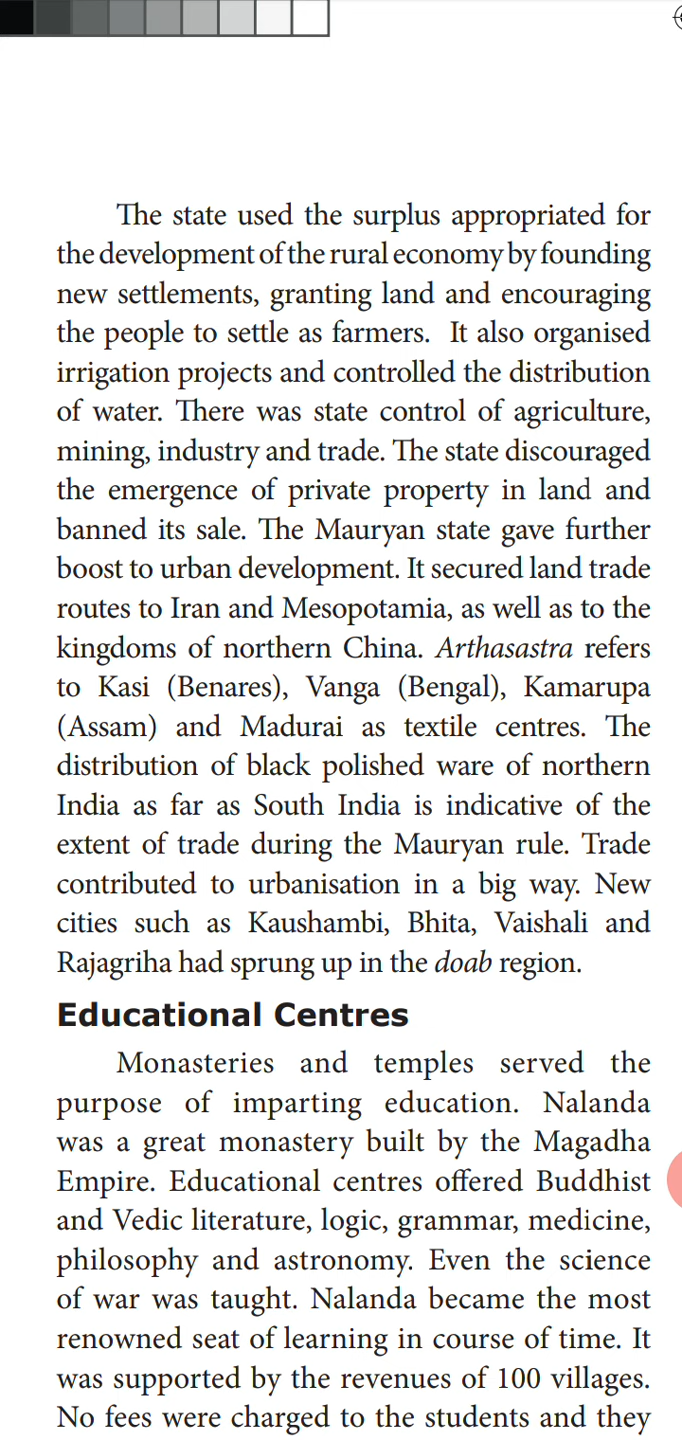 The state used the surplus appropriated for
the development of the rural economy by founding
new settlements, granting land and encouraging
the people to settle as farmers. It also organised
irrigation projects and controlled the distribution
of water. There was state control of agriculture,
mining, industry and trade. The state discouraged
the emergence of private property in land and
banned its sale. The Mauryan state gave further
boost to urban development. It secured land trade
routes to Iran and Mesopotamia, as well as to the
kingdoms of northern China. Arthasastra refers
to Kasi (Benares), Vanga (Bengal), Kamarupa
(Assam) and Madurai as textile centres. The
distribution of black polished ware of northern
India as far as South India is indicative of the
extent of trade during the Mauryan rule. Trade
contributed to urbanisation in a big way. New
cities such as Kaushambi, Bhita, Vaishali and
Rajagriha had sprung up in the doab region.
Educational Centres
Monasteries and temples served the
purpose of imparting education. Nalanda
was a great monastery built by the Magadha
Empire. Educational centres offered Buddhist
and Vedic literature, logic, grammar, medicine,
philosophy and astronomy. Even the science
of war was taught. Nalanda became the most
renowned seat of learning in course of time. It
was supported by the revenues of 100 villages.
No fees were charged to the students and they